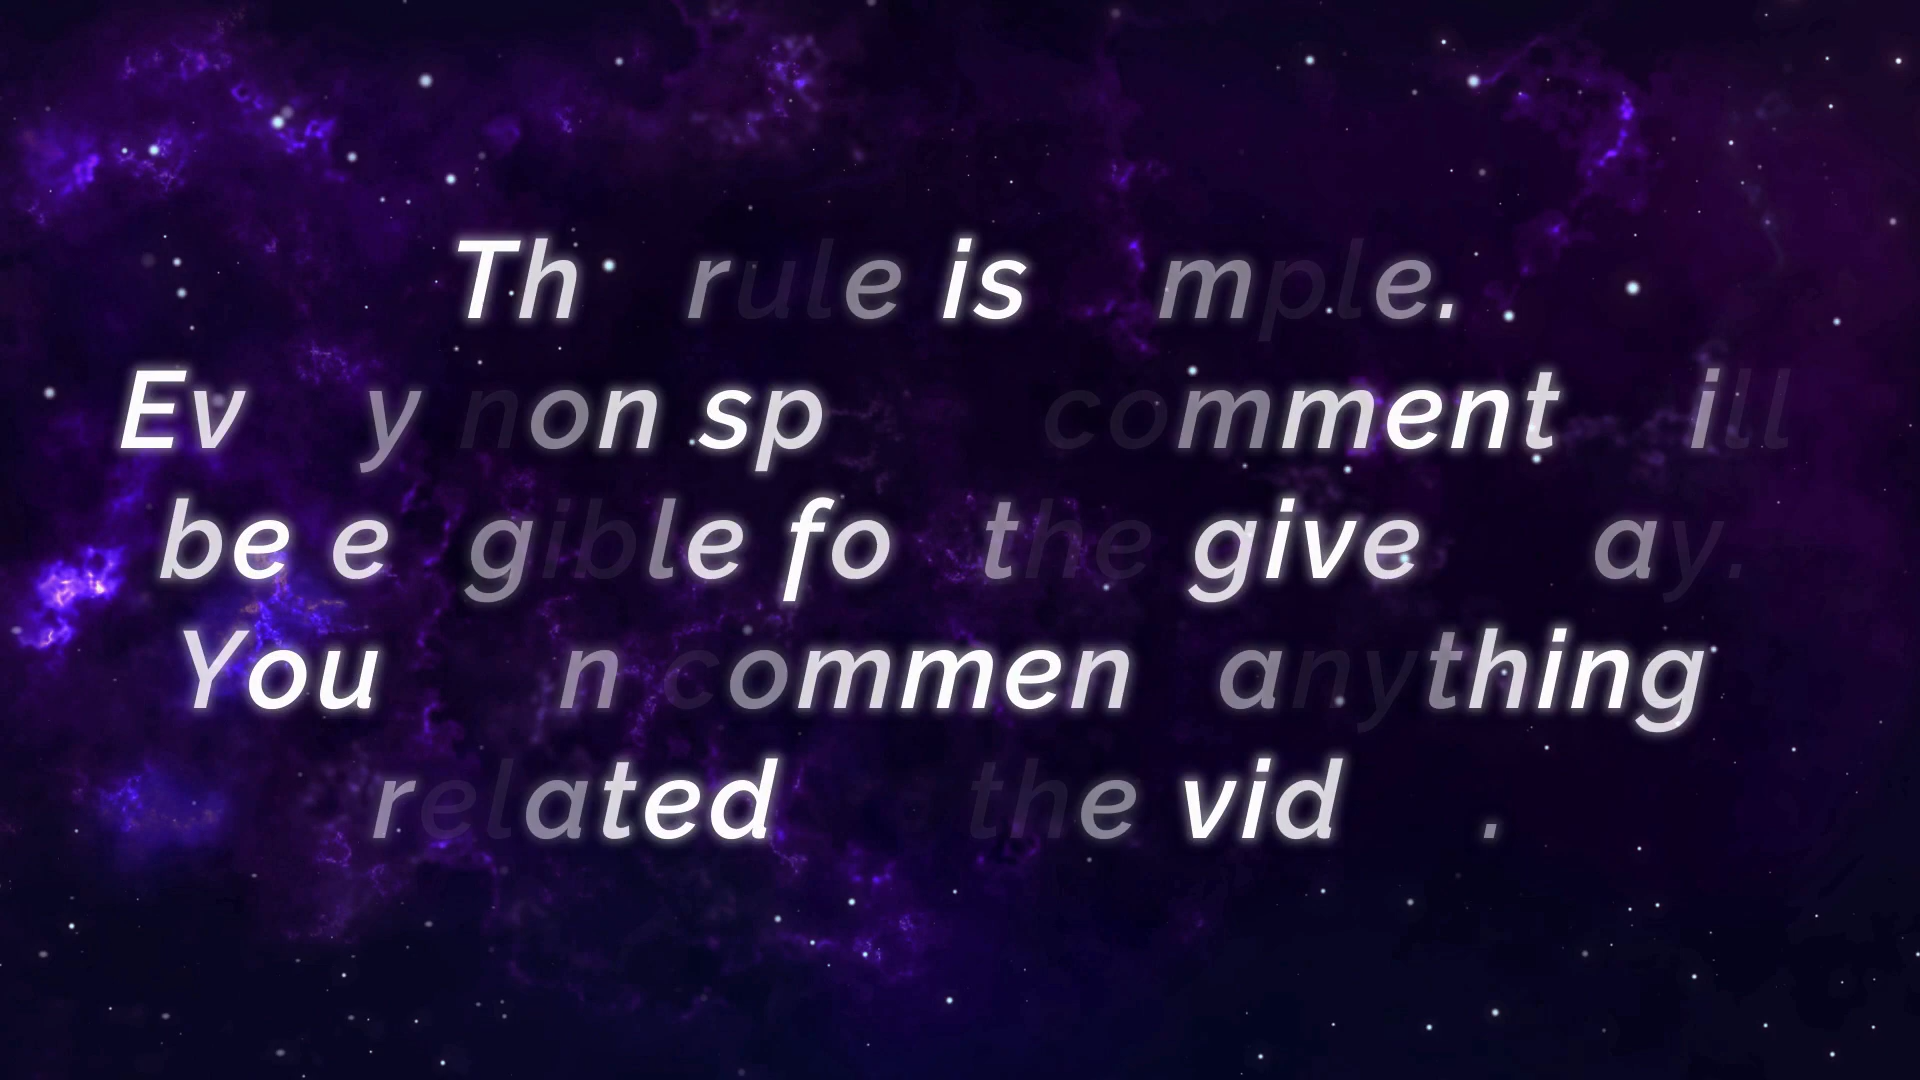 Th rule is mple.
Ev y non sp comment ill
be e gible fo the give ay.
You n commen anything
related the vid .